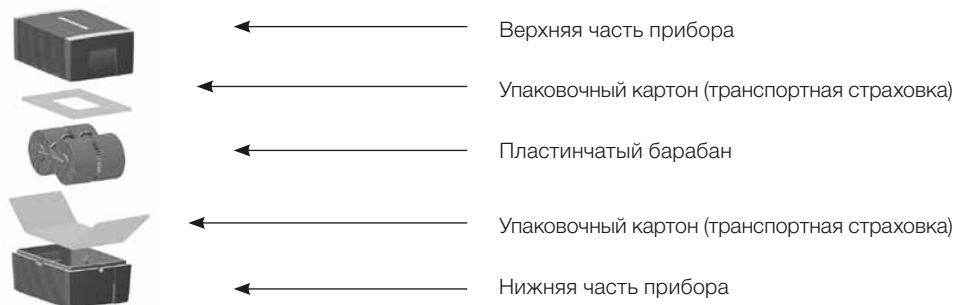 Верхняя часть прибора
Упаковочный картон (транспортная страховка)
Пластинчатый барабан
Упаковочный картон (транспортная страховка)
Нижняя часть прибора